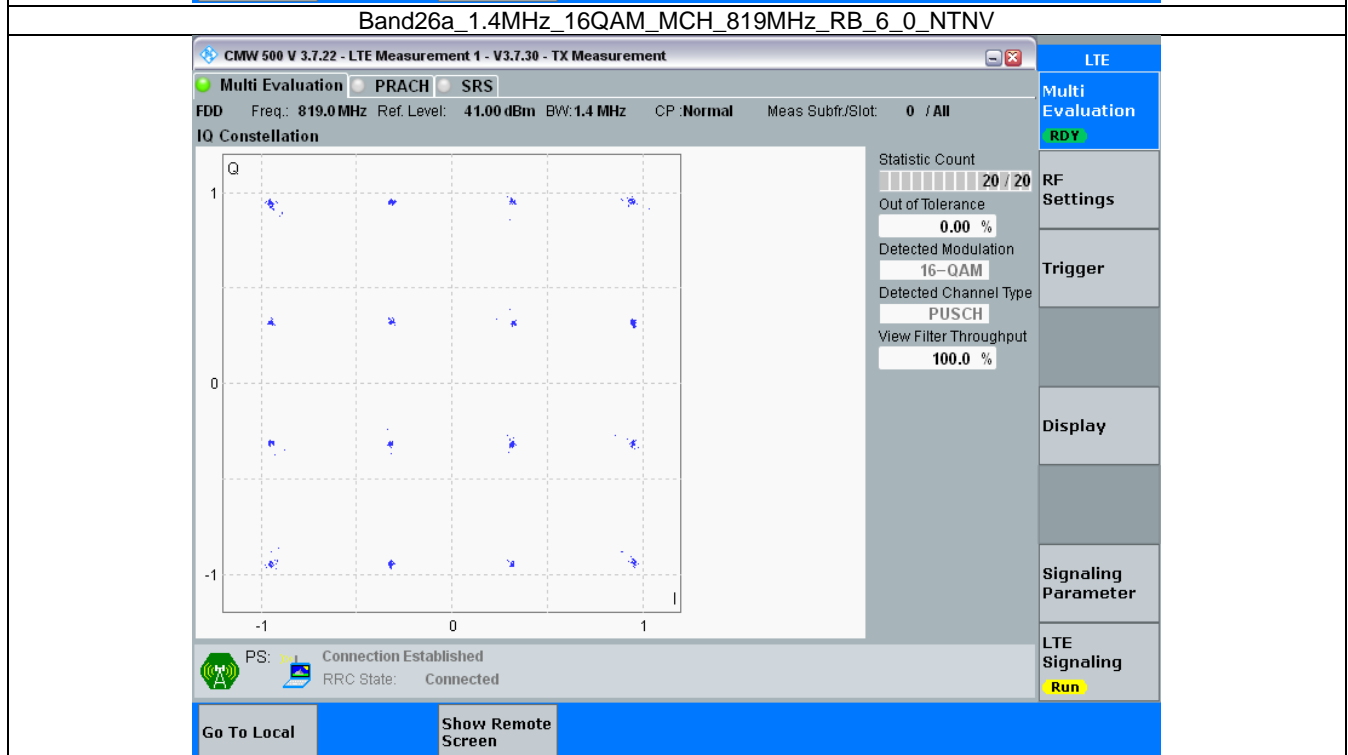 Band26a_1.4MHz_16QAM_MCH_819MHz_RB_6_0_NTNV
CMW 500 V 3.7.22 - LTE Measurement 1 - V3.7.30 - TX Measurement
LTE
Multi Evaluation PRACH SRS
FDD Freq.: 819.0 MHz Ref. Level: 41.00 dBm BW: 1.4 MHz CP :Normal Meas Subfr./Slot: 0 / All
IQ Constellation
Multi
Evaluation
RDY
Q
1
0
-1
-1 0 1
I
Statistic Count
20 / 20
Out of Tolerance
0.00 %
Detected Modulation
16-QAM
Detected Channel Type
PUSCH
View Filter Throughput
100.0 %
RF
Settings
Trigger
Display
Signaling
Parameter
LTE
Signaling
Run
PS: Connection Established
RRC State: Connected
Go To Local
Show Remote
Screen